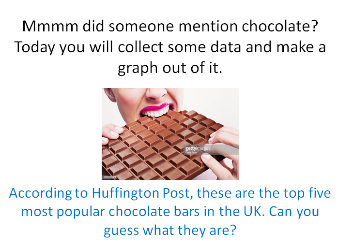 Mmmm did someone mention chocolate?
Today you will collect some data and make a
graph out of it.
gettyimages
According to Huffington Post, these are the top five
most popular chocolate bars in the UK. Can you
guess what they are?